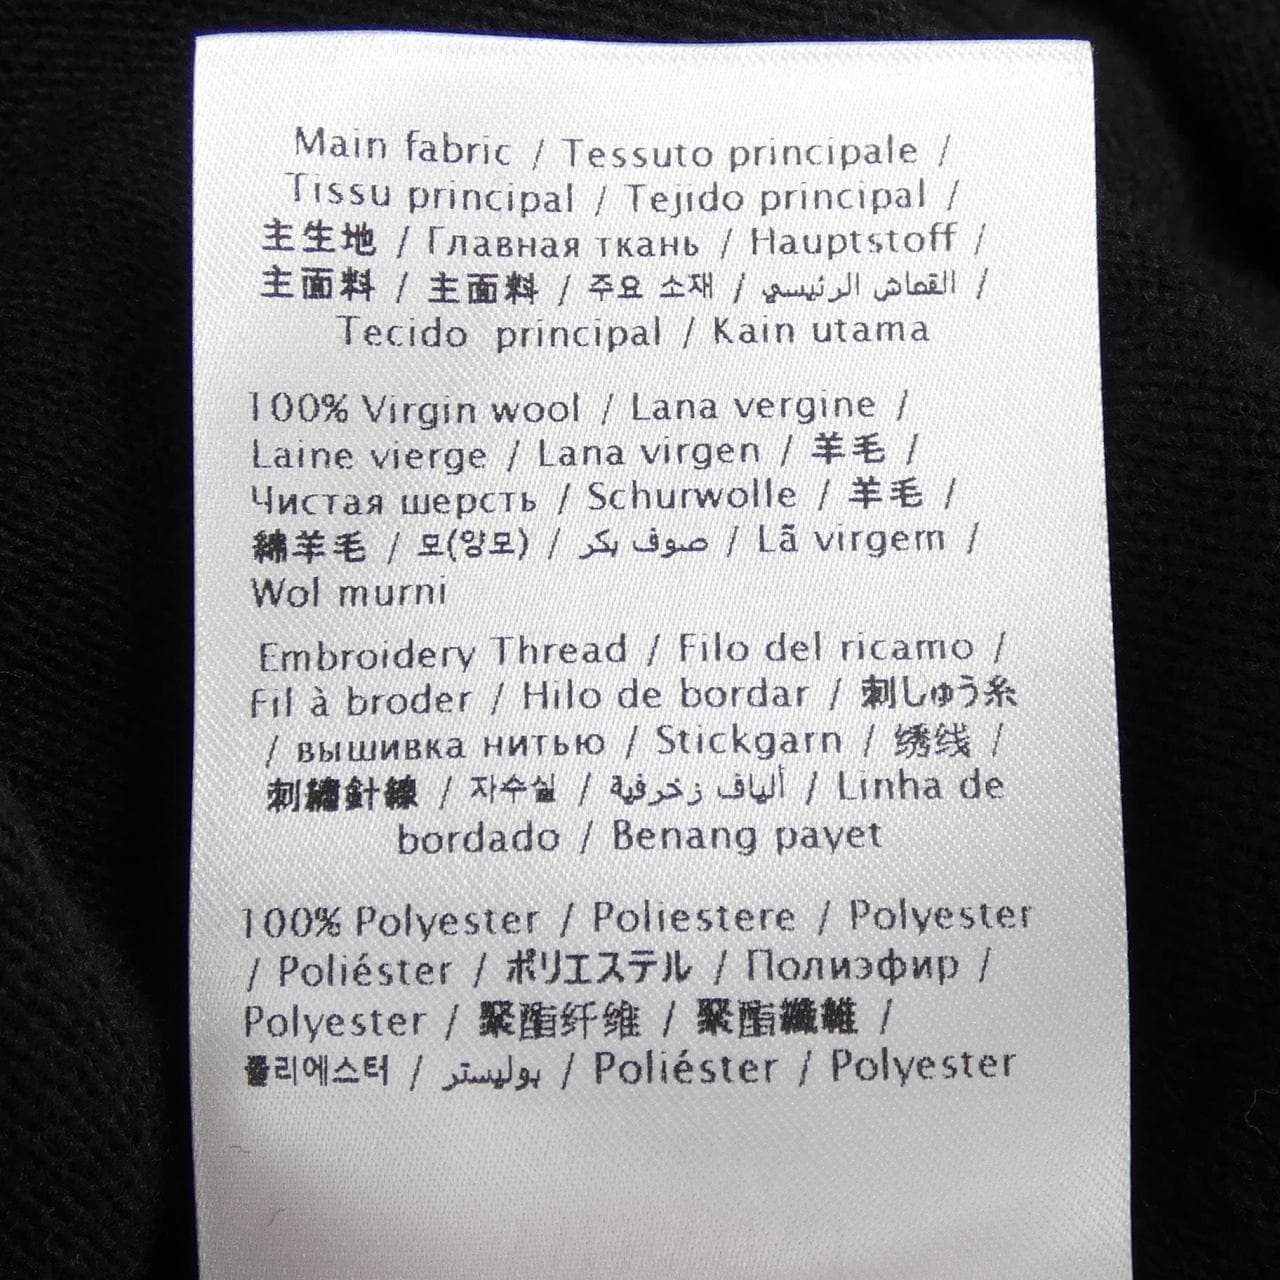 Main fabric / Tessuto principale /
Tissu principal / Tejido principal /
主生地 / Главная ткань / Hauptstoff /
主面料 / 主面料 / 주요 소재 / القماش الرئيسي /
Tecido principal / Kain utama
100% Virgin wool / Lana vergine /
Laine vierge / Lana virgen / 羊毛 /
Чистая шерсть / Schurwolle / 羊毛 /
綿羊毛 / 모(양모) / صوف بكر / Lã virgem /
Wol murni
Embroidery Thread / Filo del ricamo /
Fil à broder / Hilo de bordar / 刺しゅう糸
/ вышивка нитью / Stickgarn / 绣线 /
刺繡針線 / 자수실 / ألياف زخرفية / Linha de
bordado / Benang payet
100% Polyester / Poliestere / Polyester
/ Poliéster / ポリエステル / Полиэфир /
Polyester / 聚酯纤维 / 聚酯纖維 /
폴리에스터 / بوليستر / Poliéster / Polyester